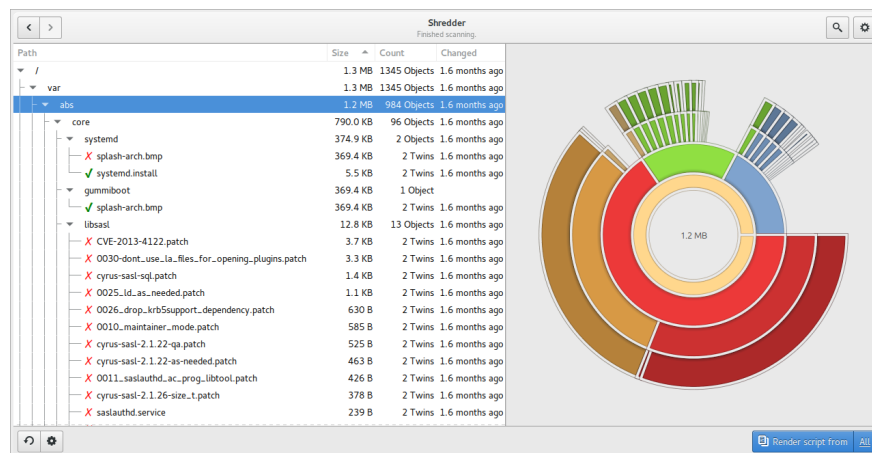 Shredder
Finished scanning.
Path Size Count Changed
/ 1.3 MB 1345 Objects 1.6 months ago
var 1.3 MB 1345 Objects 1.6 months ago
abs 1.2 MB 984 Objects 1.6 months ago
core 790.0 KB 96 Objects 1.6 months ago
systemd 374.9 KB 2 Objects 1.6 months ago
✗ splash-arch.bmp 369.4 KB 2 Twins 1.6 months ago
✓ systemd.install 5.5 KB 2 Twins 1.6 months ago
gummiboot 369.4 KB 1 Object
✓ splash-arch.bmp 369.4 KB 2 Twins 1.6 months ago
libsasl 12.8 KB 13 Objects 1.6 months ago
✗ CVE-2013-4122.patch 3.7 KB 2 Twins 1.6 months ago
✗ 0030-dont_use_la_files_for_opening_plugins.patch 3.3 KB 2 Twins 1.6 months ago
✗ cyrus-sasl-sql.patch 1.4 KB 2 Twins 1.6 months ago
✗ 0025_ld_as_needed.patch 1.1 KB 2 Twins 1.6 months ago
✗ 0026_drop_krb5support_dependency.patch 630 B 2 Twins 1.6 months ago
✗ 0010_maintainer_mode.patch 585 B 2 Twins 1.6 months ago
✗ cyrus-sasl-2.1.22-qa.patch 525 B 2 Twins 1.6 months ago
✗ cyrus-sasl-2.1.22-as-needed.patch 463 B 2 Twins 1.6 months ago
✗ 0011_saslauthd_ac_prog_libtool.patch 426 B 2 Twins 1.6 months ago
✗ cyrus-sasl-2.1.26-size_t.patch 378 B 2 Twins 1.6 months ago
✗ saslauthd.service 239 B 2 Twins 1.6 months ago
1.2 MB
Render script from All